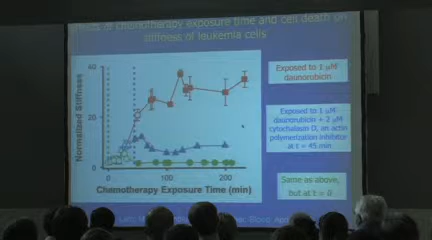 Effects of chemotherapy exposure time and cell death on
stiffness of leukemia cells
40
20
0
Normalized Stiffness
0
100
200
Chemotherapy Exposure Time (min)
Exposed to 1 µM
daunorubicin
Exposed to 1 µM
daunorubicin + 2 µM
cytochalasin D, an actin
polymerization inhibitor
at t = 45 min
Same as above,
but at t = 0
Lam,
Blood,